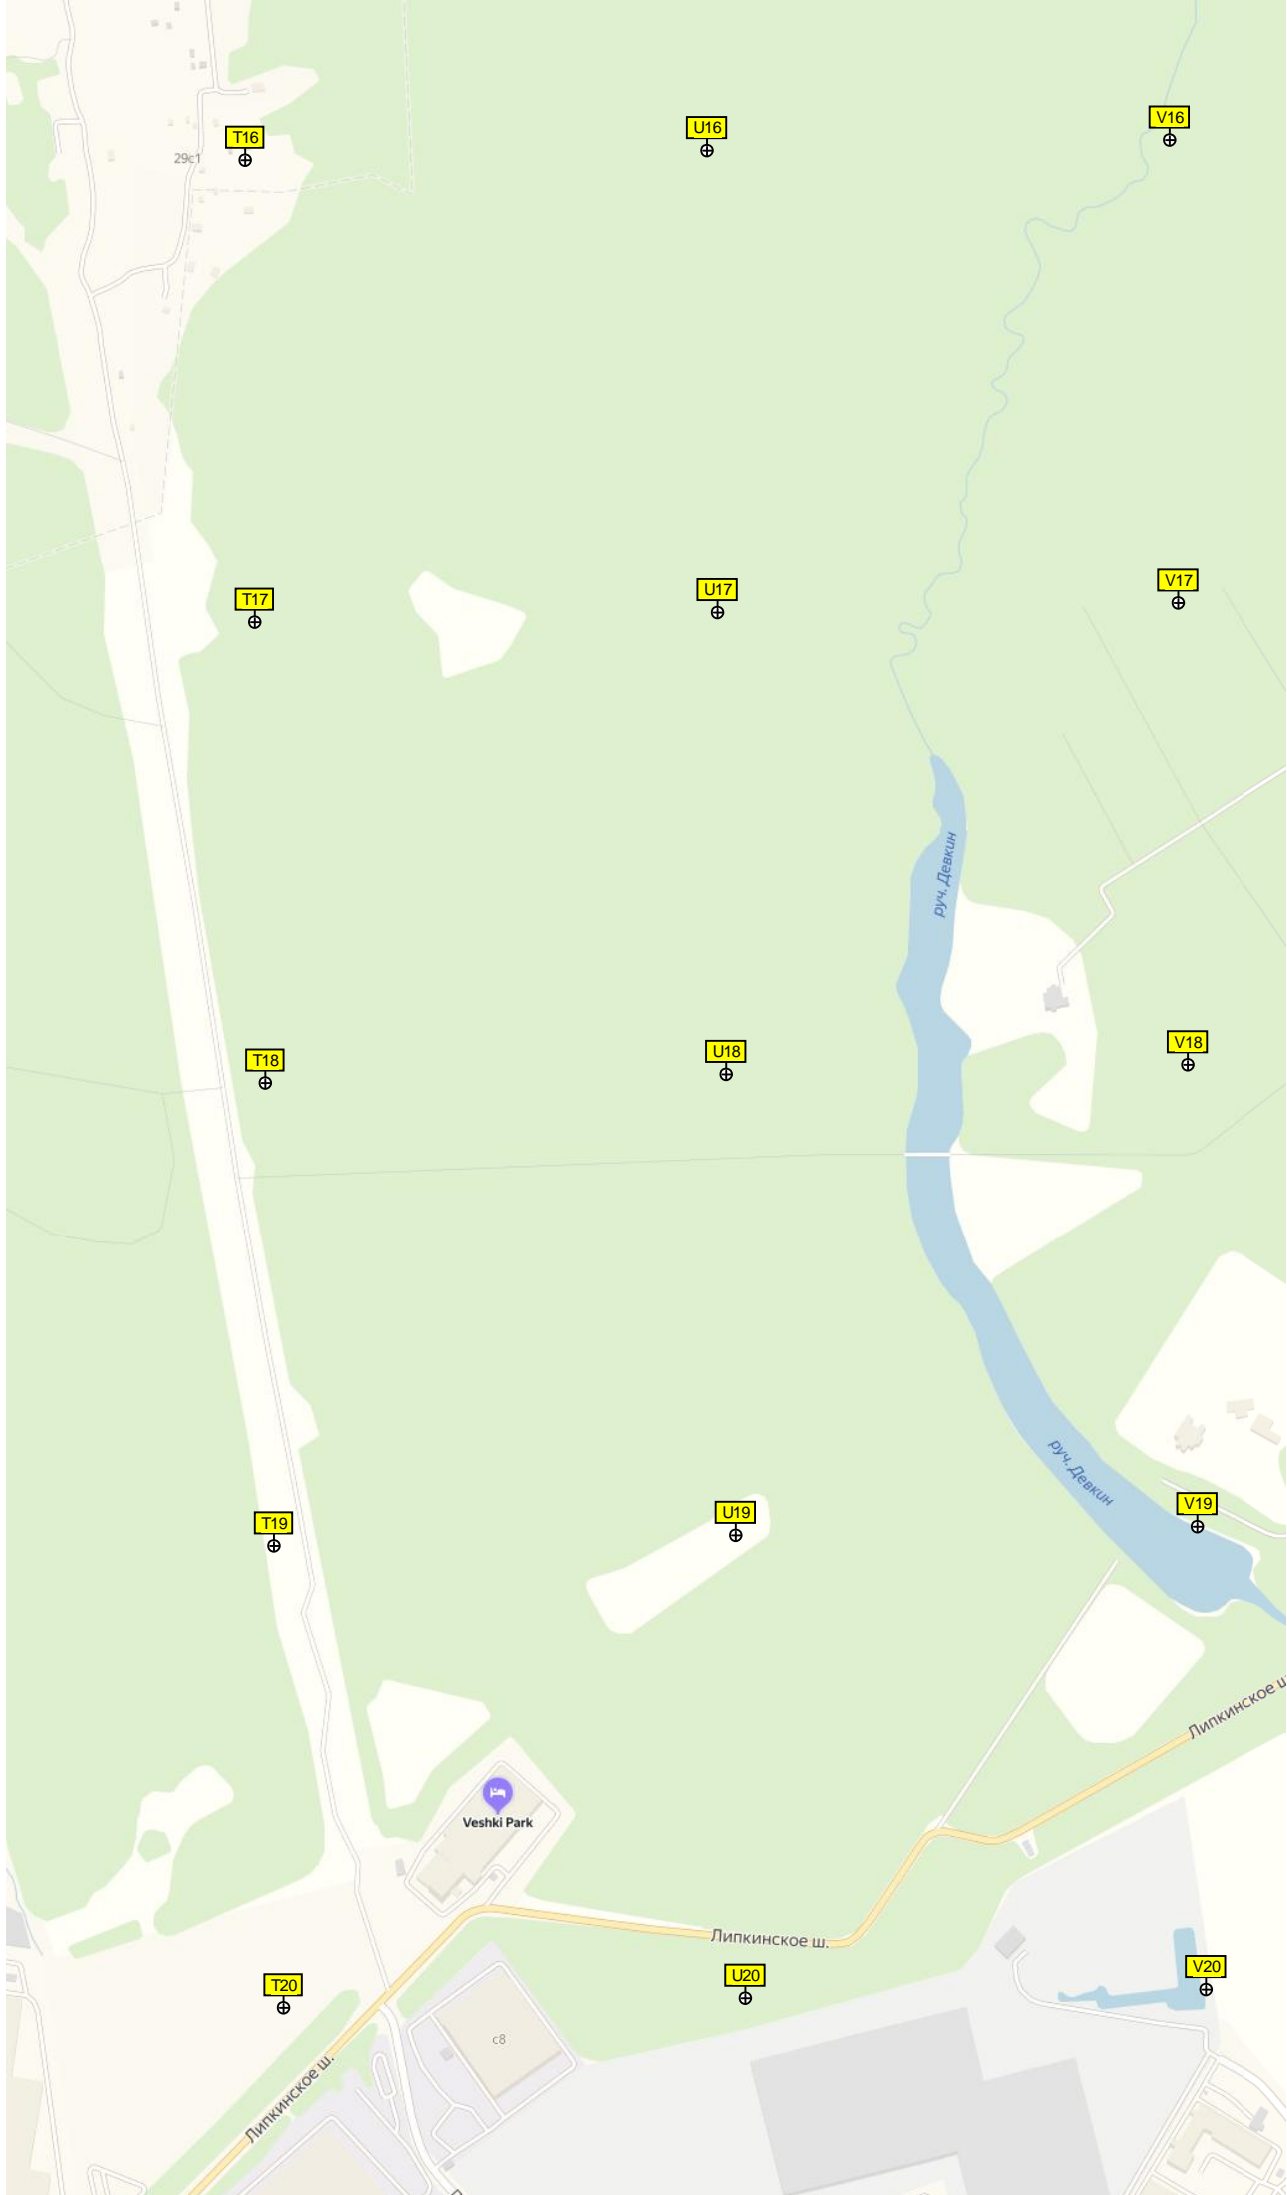 V16
U16
T16
29с1
V17
U17
T17
руч. Девкин
V18
U18
T18
руч. Девкин
V19
U19
T19
Липкинское ш
Veshki Park
Липкинское ш.
V20
U20
T20
с8
Липкинское ш.